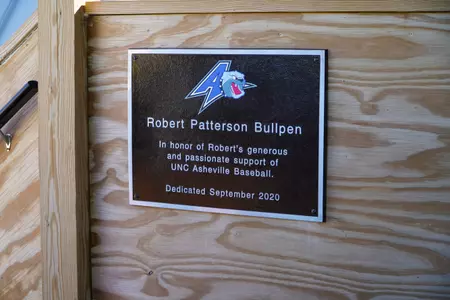 A
Robert Patterson Bullpen
In honor of Robert's generous
and passionate support of
UNC Asheville Baseball.
Dedicated September 2020